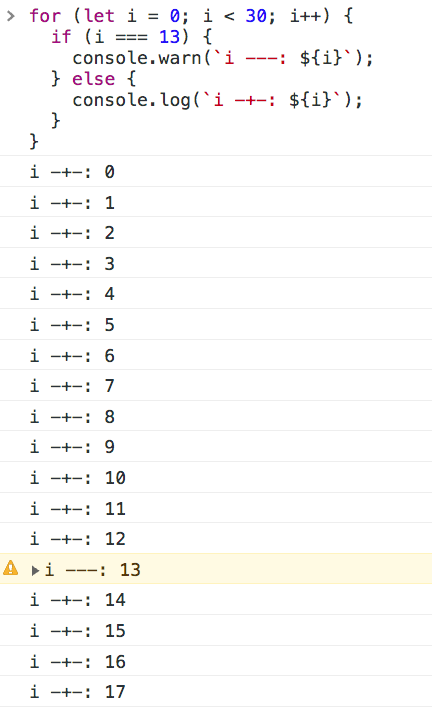 > for (let i = 0; i < 30; i++) {
    if (i === 13) {
      console.warn(`i ---: ${i}`);
    } else {
      console.log(`i -+-: ${i}`);
    }
  }
i -+-: 0
i -+-: 1
i -+-: 2
i -+-: 3
i -+-: 4
i -+-: 5
i -+-: 6
i -+-: 7
i -+-: 8
i -+-: 9
i -+-: 10
i -+-: 11
i -+-: 12
i ---: 13
i -+-: 14
i -+-: 15
i -+-: 16
i -+-: 17